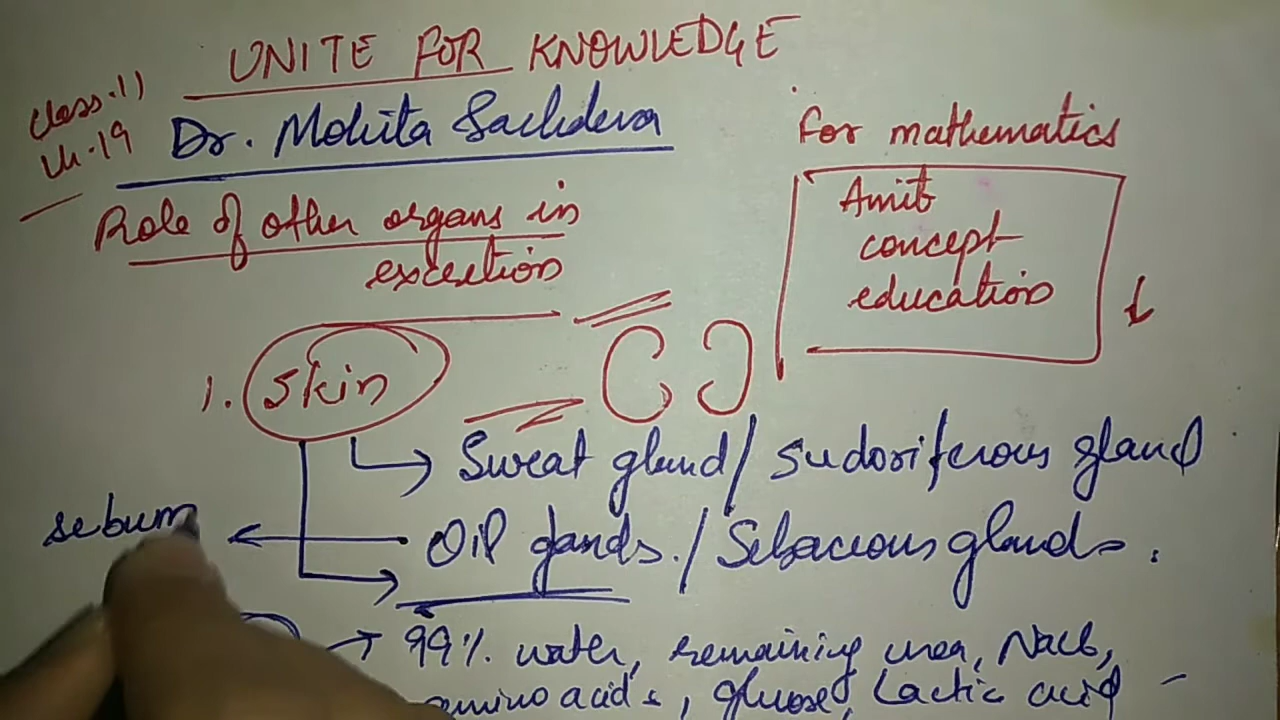 UNITE FOR KNOWLEDGE
Class.11
Ch.19
Dr. Mohita Sachdeva
For mathematics
Amit
concept
education
Role of other organs in
excretion
1. Skin
Sweat gland/ sudoriferous gland
sebum
Oil glands./ Sebaceous glands.
99% water, remaining urea, NaCl,
amino acids, glucose, Lactic acid